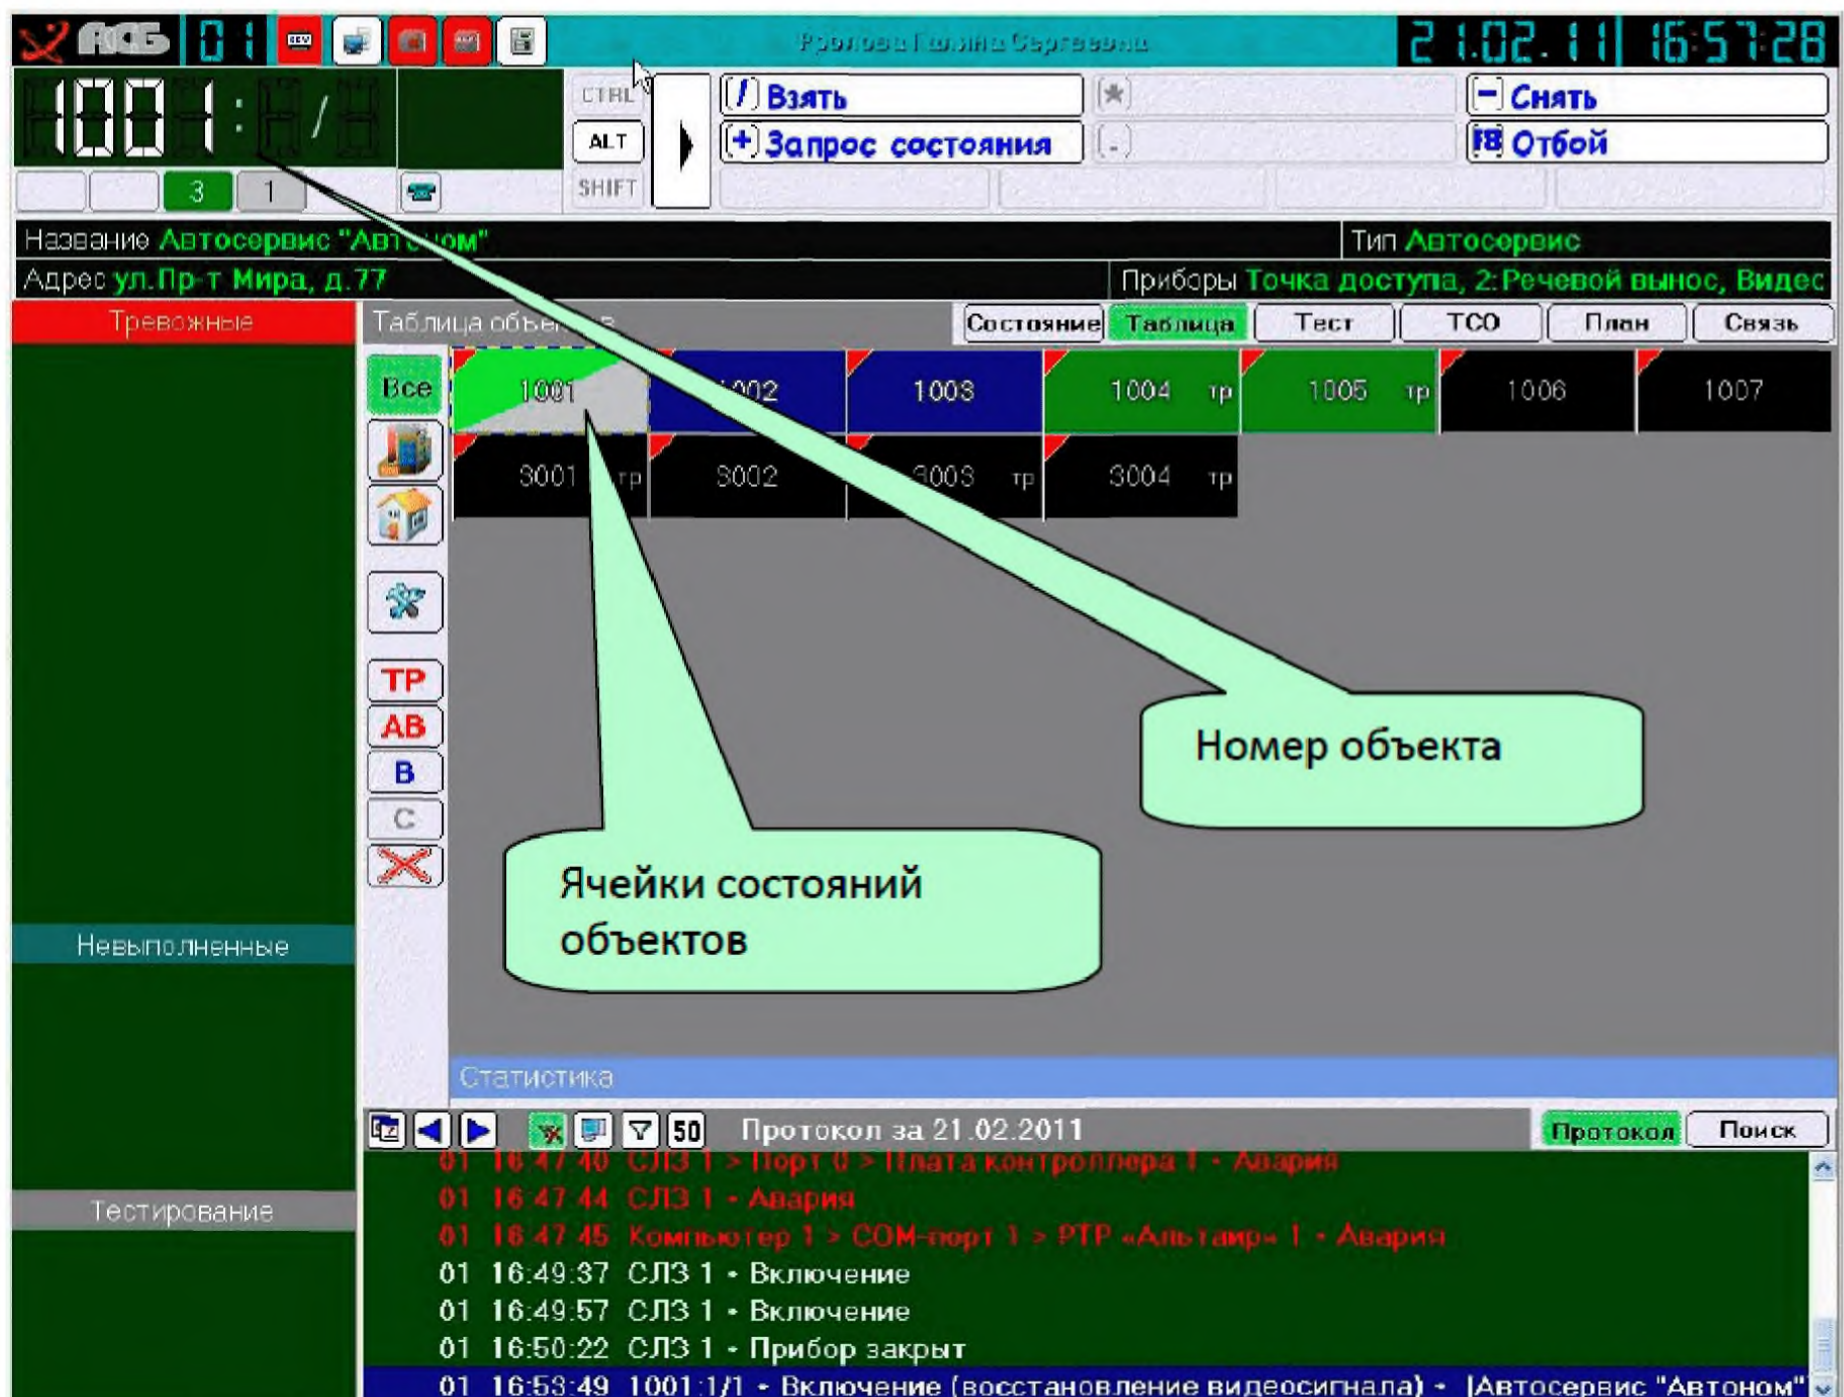 АСБ 01 21.02.11 16:57:28
1001:
CTRL [/] Взять [*] [-] Снять
ALT [+] Запрос состояния [.] F8 Отбой
3 1 SHIFT
Название Автосервис "Автоном" Тип Автосервис
Адрес ул.Пр-т Мира, д.77 Приборы Точка доступа, 2:Речевой вынос, Видео
Тревожные Таблица объектов Состояние Таблица Тест ТСО План Связь
Все 1001 1002 1003 1004 тр 1005 тр 1006 1007
3001 тр 3002 3003 тр 3004 тр
ТР
АВ
В
С
Номер объекта
Ячейки состояний
объектов
Невыполненные
Статистика
50 Протокол за 21.02.2011 Протокол Поиск
Тестирование
01 16:47:40 СЛЗ 1 > Порт 0 > Плата контроллера 1 - Авария
01 16:47:44 СЛЗ 1 - Авария
01 16:47:45 Компьютер 1 > COM-порт 1 > РТР «Альтаир» 1 - Авария
01 16:49:37 СЛЗ 1 - Включение
01 16:49:57 СЛЗ 1 - Включение
01 16:50:22 СЛЗ 1 - Прибор закрыт
01 16:53:49 1001:1/1 - Включение (восстановление видеосигнала) - |Автосервис "Автоном"